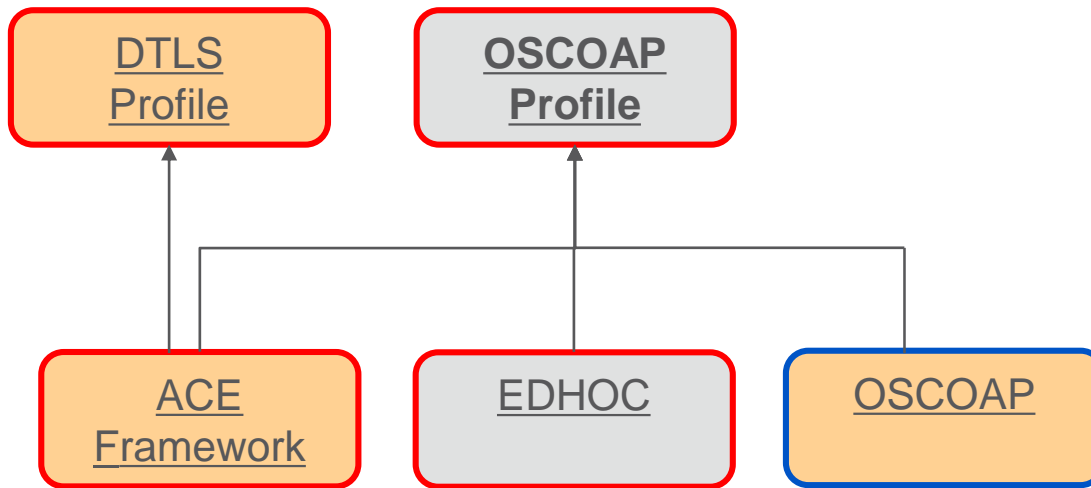 DTLS
Profile
OSCOAP
Profile
ACE
Framework
EDHOC
OSCOAP